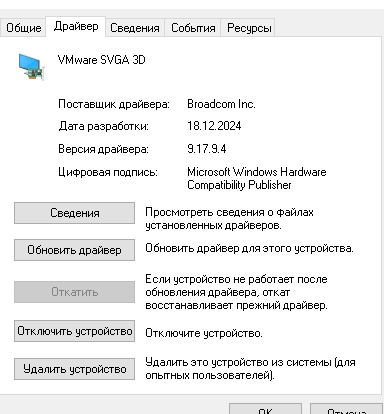 Общие Драйвер Сведения События Ресурсы
VMware SVGA 3D
Поставщик драйвера: Broadcom Inc.
Дата разработки: 18.12.2024
Версия драйвера: 9.17.9.4
Цифровая подпись: Microsoft Windows Hardware
Compatibility Publisher
Сведения Просмотреть сведения о файлах
установленных драйверов.
Обновить драйвер Обновить драйвер для этого устройства.
Если устройство не работает после
Откатить обновления драйвера, откат
восстанавливает прежний драйвер.
Отключить устройство Отключите устройство.
Удалить устройство Удалить это устройство из системы (для
опытных пользователей).
OK Отмена